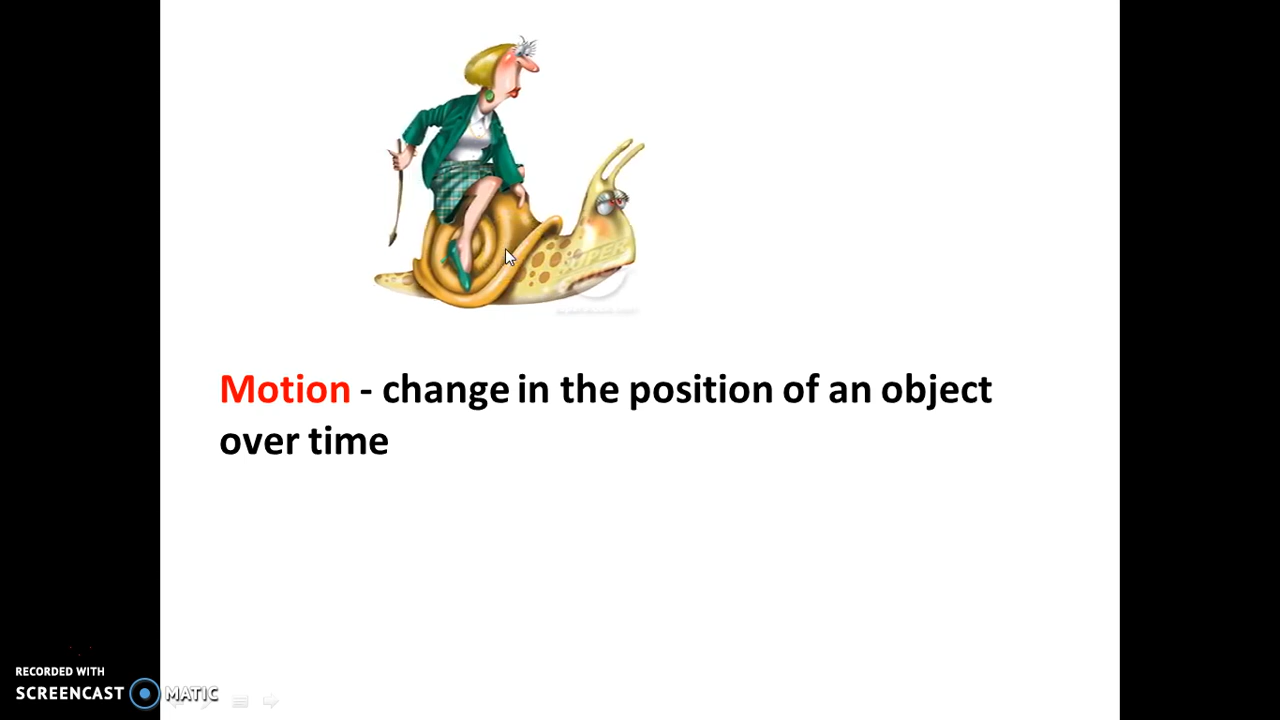 Motion - change in the position of an object
over time
RECORDED WITH
SCREENCAST MATIC